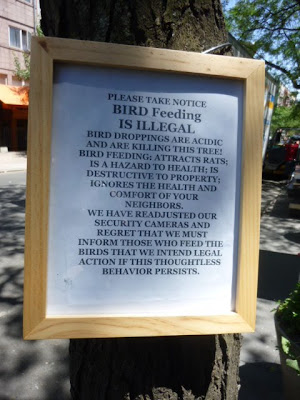 PLEASE TAKE NOTICE
BIRD Feeding
IS ILLEGAL
BIRD DROPPINGS ARE ACIDIC
AND ARE KILLING THIS TREE!
BIRD FEEDING; ATTRACTS RATS;
IS A HAZARD TO HEALTH; IS
DESTRUCTIVE TO PROPERTY;
IGNORES THE HEALTH AND
COMFORT OF YOUR
NEIGHBORS.
WE HAVE READJUSTED OUR
SECURITY CAMERAS AND
REGRET THAT WE MUST
INFORM THOSE WHO FEED THE
BIRDS THAT WE INTEND LEGAL
ACTION IF THIS THOUGHTLESS
BEHAVIOR PERSISTS.